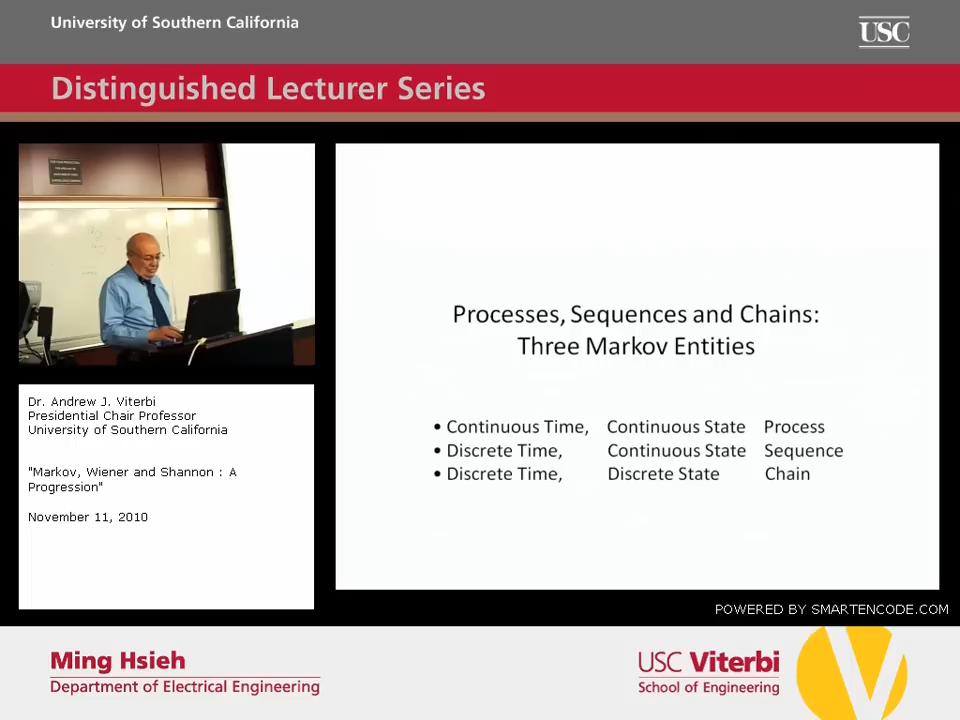 University of Southern California
USC
Distinguished Lecturer Series
Dr. Andrew J. Viterbi
Presidential Chair Professor
University of Southern California
"Markov, Wiener and Shannon : A
Progression"
November 11, 2010
Processes, Sequences and Chains:
Three Markov Entities
• Continuous Time, Continuous State Process
• Discrete Time, Continuous State Sequence
• Discrete Time, Discrete State Chain
POWERED BY SMARTENCODE.COM
Ming Hsieh
Department of Electrical Engineering
USC Viterbi
School of Engineering